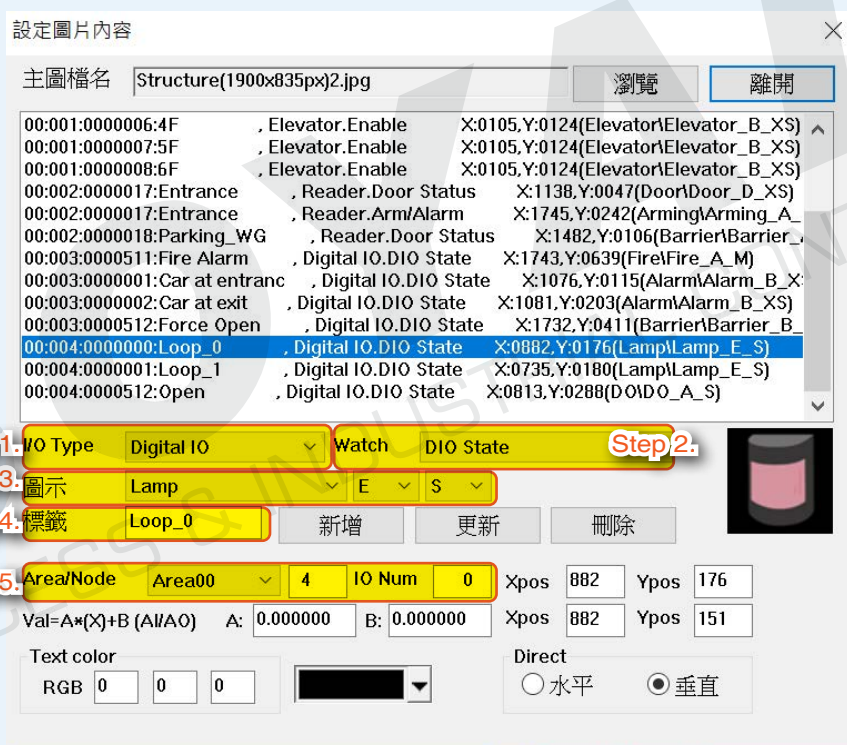 設定圖片內容
主圖檔名 Structure(1900x835px)2.jpg 瀏覽 離開
00:001:0000006:4F , Elevator.Enable X:0105,Y:0124(Elevator\Elevator_B_XS)
00:001:0000007:5F , Elevator.Enable X:0105,Y:0124(Elevator\Elevator_B_XS)
00:001:0000008:6F , Elevator.Enable X:0105,Y:0124(Elevator\Elevator_B_XS)
00:002:0000017:Entrance , Reader.Door Status X:1138,Y:0047(Door\Door_D_XS)
00:002:0000017:Entrance , Reader.Arm/Alarm X:1745,Y:0242(Arming\Arming_A_
00:002:0000018:Parking_WG , Reader.Door Status X:1482,Y:0106(Barrier\Barrier_
00:003:0000511:Fire Alarm , Digital IO.DIO State X:1743,Y:0639(Fire\Fire_A_M)
00:003:0000001:Car at entranc , Digital IO.DIO State X:1076,Y:0115(Alarm\Alarm_B_X
00:003:0000002:Car at exit , Digital IO.DIO State X:1081,Y:0203(Alarm\Alarm_B_XS)
00:003:0000512:Force Open , Digital IO.DIO State X:1732,Y:0411(Barrier\Barrier_B_
00:004:0000000:Loop_0 , Digital IO.DIO State X:0882,Y:0176(Lamp\Lamp_E_S)
00:004:0000001:Loop_1 , Digital IO.DIO State X:0735,Y:0180(Lamp\Lamp_E_S)
00:004:0000512:Open , Digital IO.DIO State X:0813,Y:0288(DO\DO_A_S)
1. I/O Type Digital IO Watch DIO State Step 2.
3. 圖示 Lamp E S
4. 標籤 Loop_0 新增 更新 刪除
5. Area/Node Area00 4 IO Num 0 Xpos 882 Ypos 176
Val=A*(X)+B (AI/AO) A: 0.000000 B: 0.000000 Xpos 882 Ypos 151
Text color Direct
RGB 0 0 0 水平 垂直